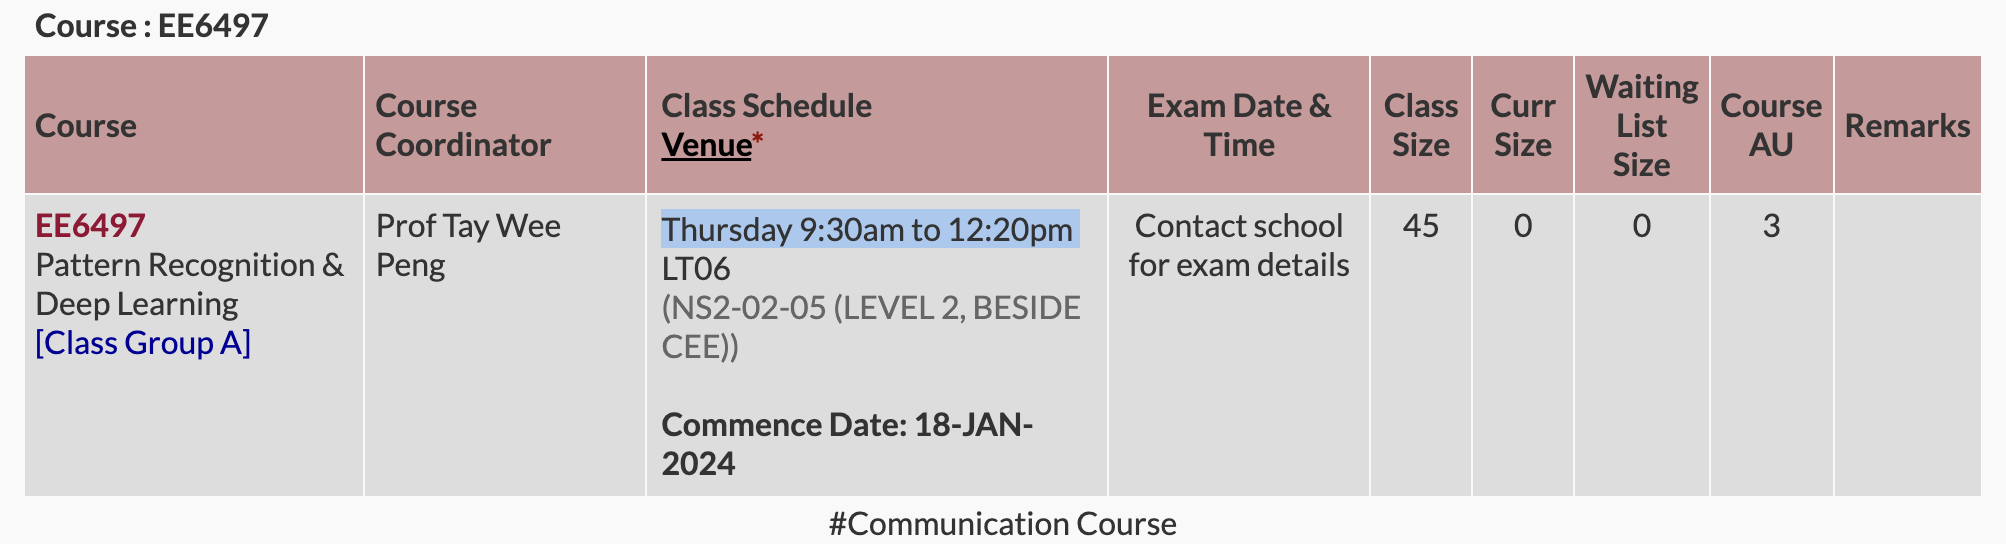 Course : EE6497
Course
Course
Coordinator
Class Schedule
Venue*
Exam Date &
Time
Class
Size
Curr
Size
Waiting
List
Size
Course
AU
Remarks
EE6497
Pattern Recognition &
Deep Learning
[Class Group A]
Prof Tay Wee
Peng
Thursday 9:30am to 12:20pm
LT06
(NS2-02-05 (LEVEL 2, BESIDE
CEE))
Commence Date: 18-JAN-
2024
Contact school
for exam details
45
0
0
3
#Communication Course